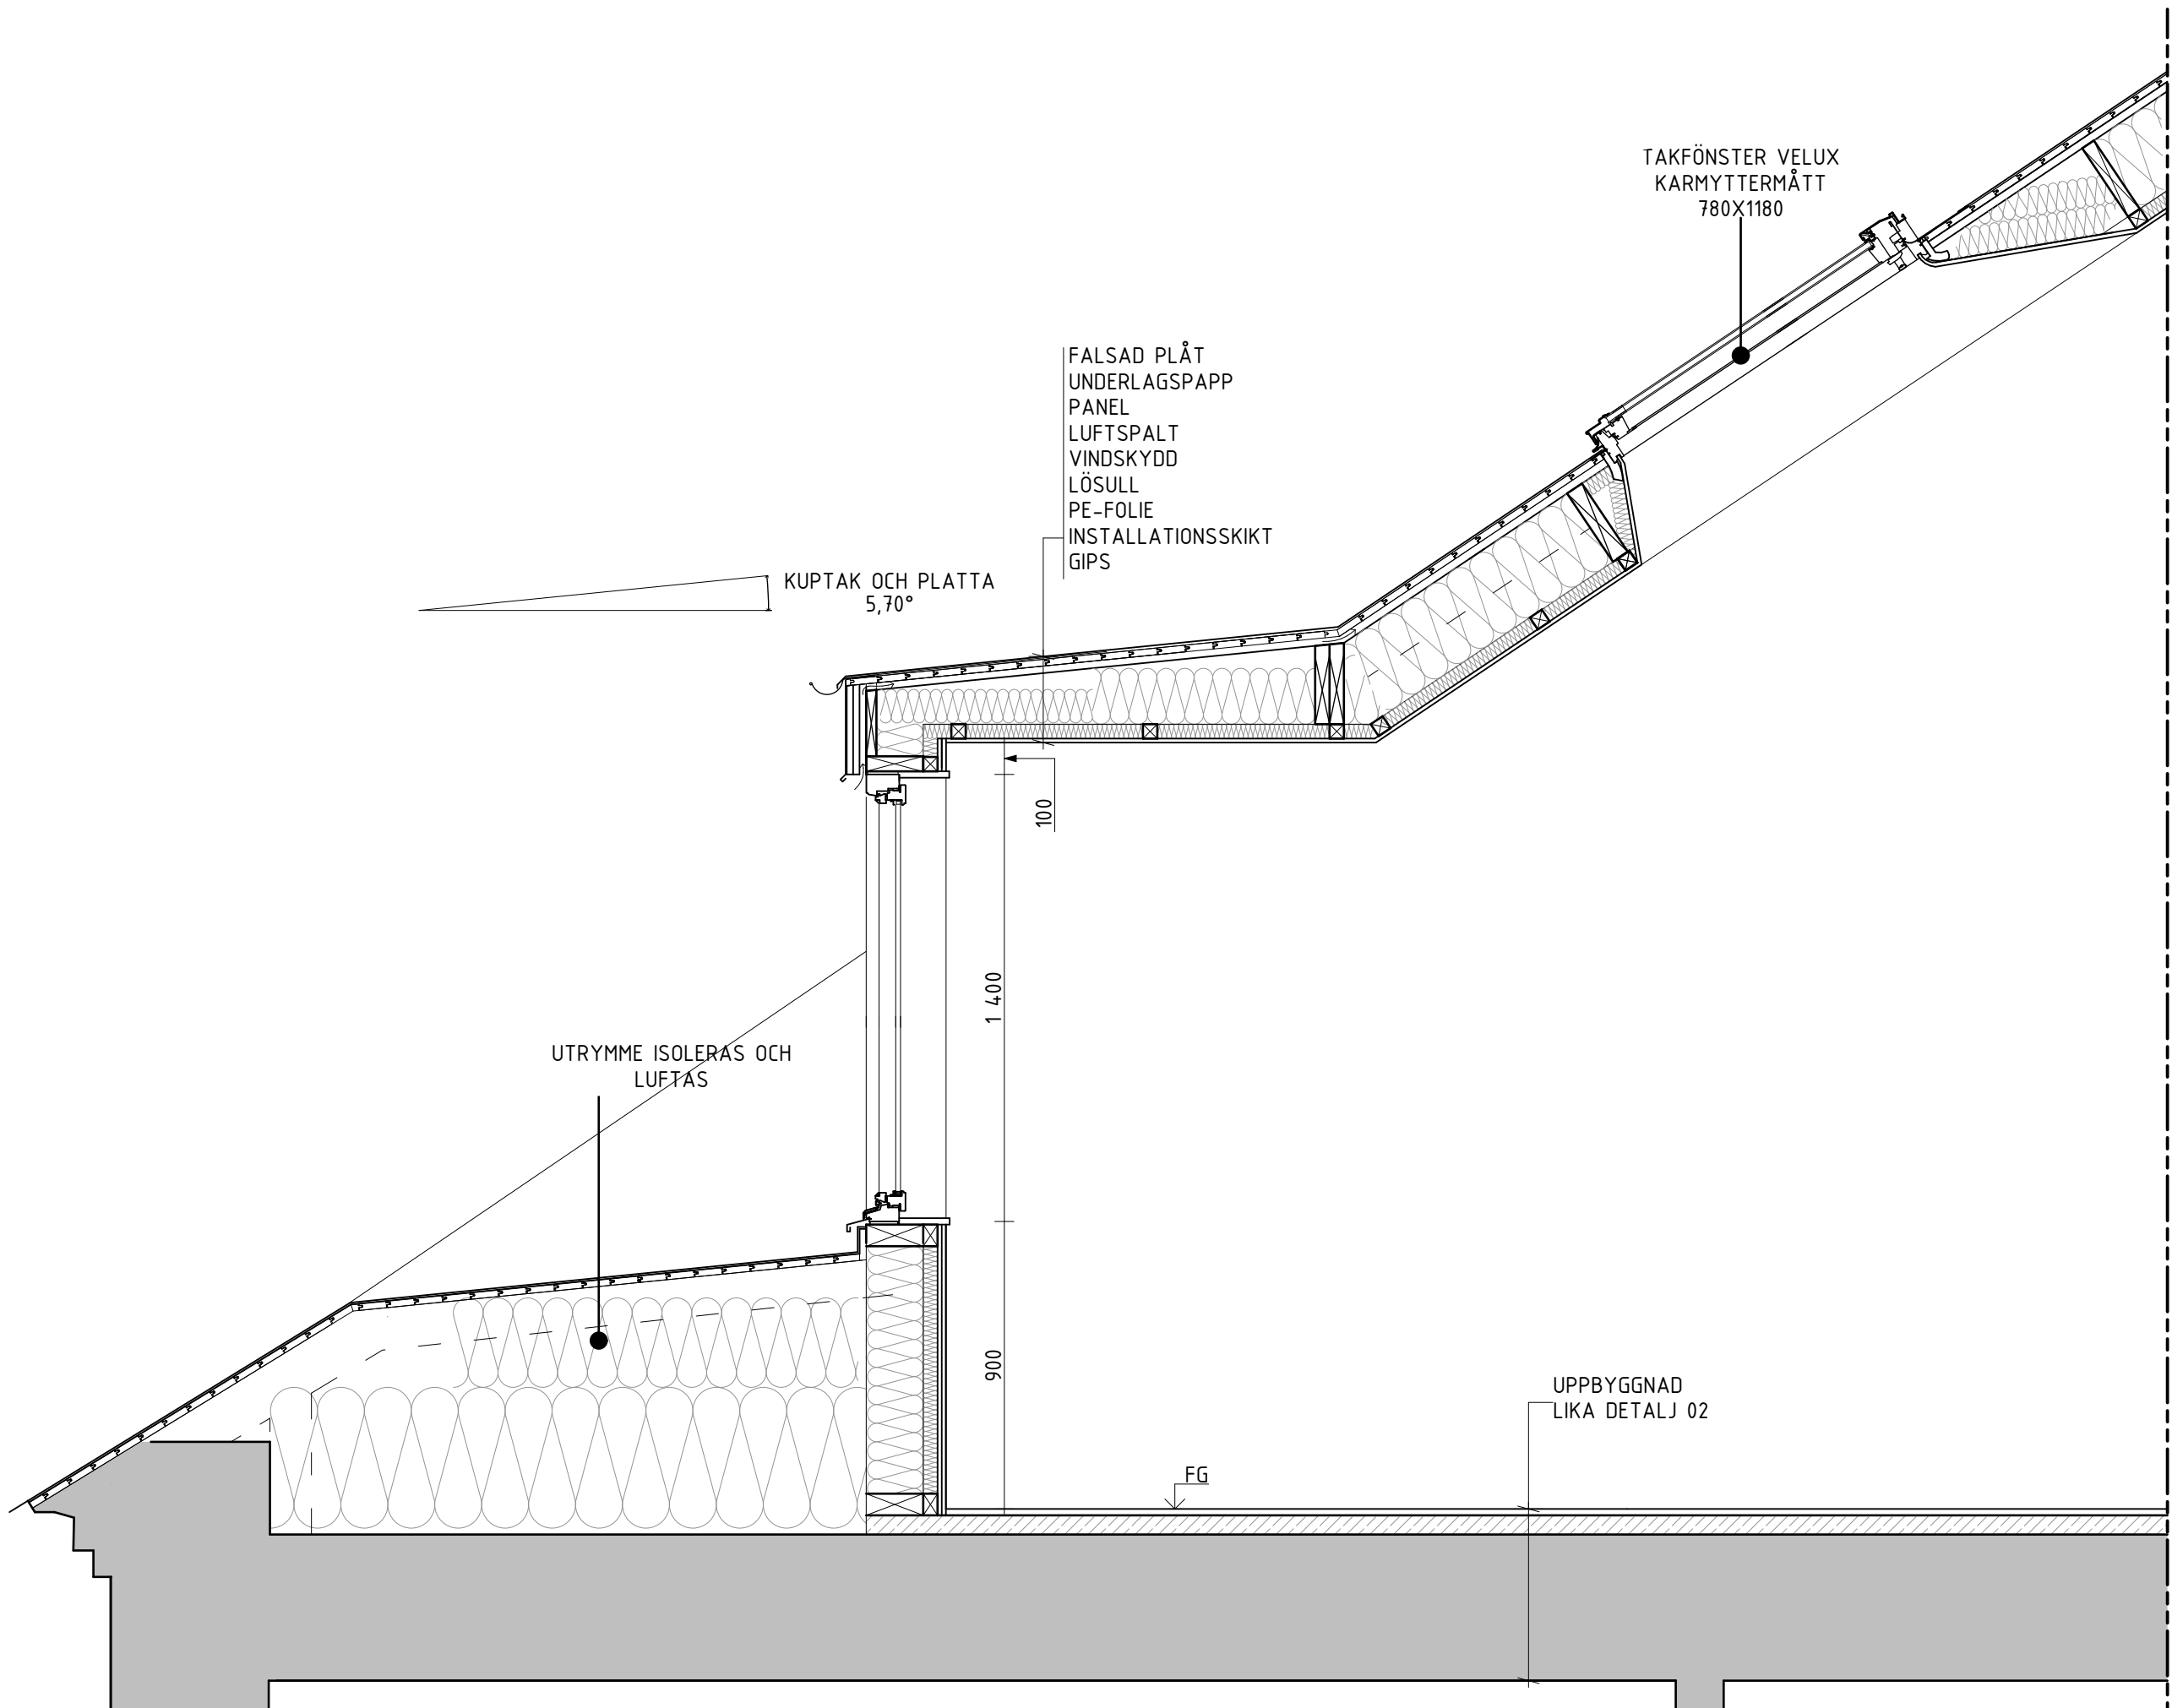 TAKFÖNSTER VELUX
KARMYTTERMÅTT
780X1180
FALSAD PLÅT
UNDERLAGSPAPP
PANEL
LUFTSPALT
VINDSKYDD
LÖSULL
PE-FOLIE
INSTALLATIONSSKIKT
GIPS
KUPTAK OCH PLATTA
5,70°
100
1 400
UTRYMME ISOLERAS OCH
LUFTAS
900
UPPBYGGNAD
LIKA DETALJ 02
FG